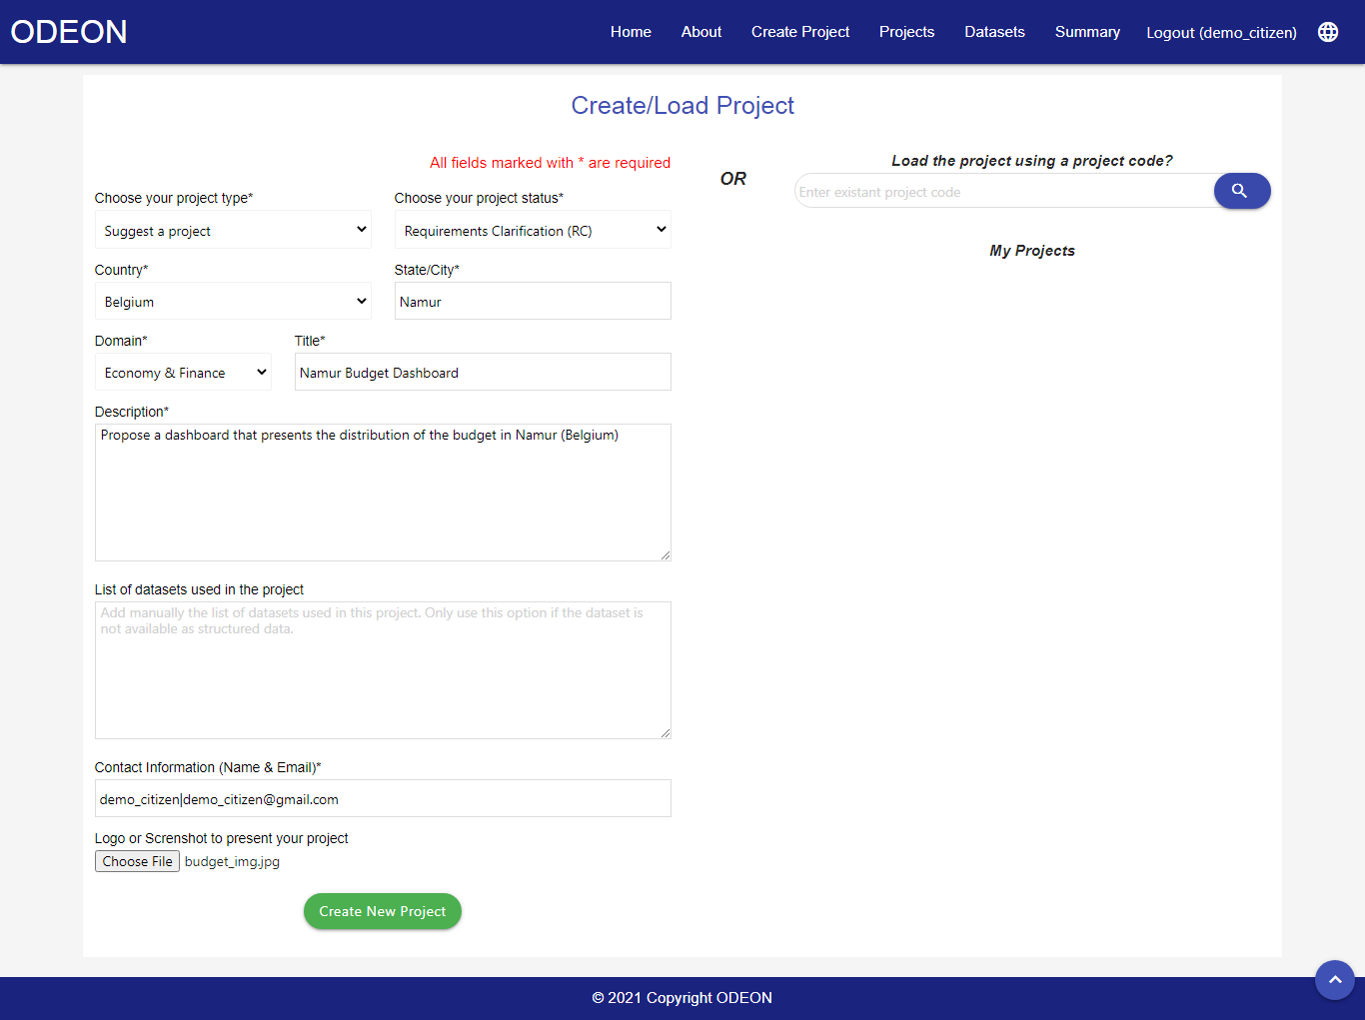 ODEON
Home About Create Project Projects Datasets Summary Logout (demo_citizen)
Create/Load Project
All fields marked with * are required
Choose your project type* Choose your project status*
Suggest a project Requirements Clarification (RC)
Country* State/City*
Belgium Namur
Domain* Title*
Economy & Finance Namur Budget Dashboard
Description*
Propose a dashboard that presents the distribution of the budget in Namur (Belgium)
List of datasets used in the project
Add manually the list of datasets used in this project. Only use this option if the dataset is
not available as structured data.
Contact Information (Name & Email)*
demo_citizen|demo_citizen@gmail.com
Logo or Screnshot to present your project
Choose File budget_img.jpg
Create New Project
OR
Load the project using a project code?
Enter existant project code
My Projects
© 2021 Copyright ODEON